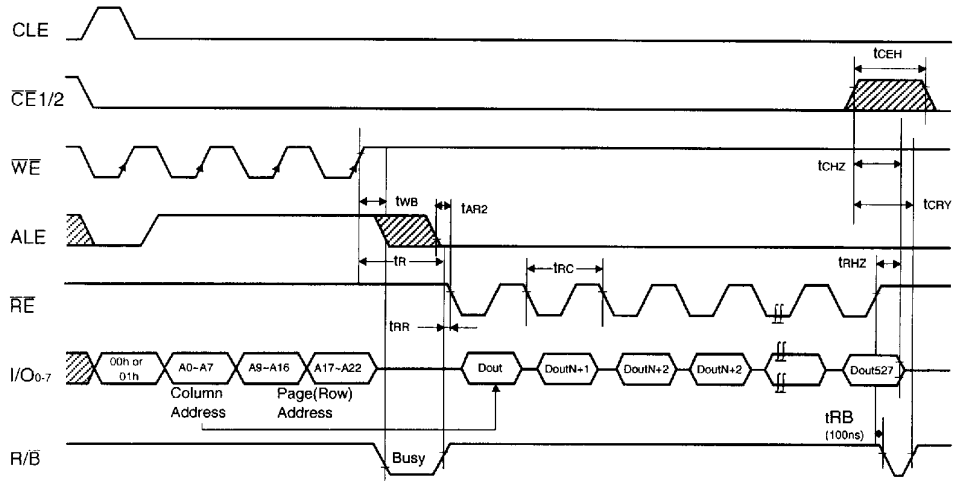 CLE
tCEH
CE1/2
WE
tCHZ
tWB
tAR2
tCRY
ALE
tR
tRHZ
tRC
RE
tRR
I/O0-7
00h or 01h
A0~A7
A9~A16
A17~A22
Dout
DoutN+1
DoutN+2
DoutN+2
Dout527
Column Address
Page(Row) Address
tRB
(100ns)
R/B
Busy